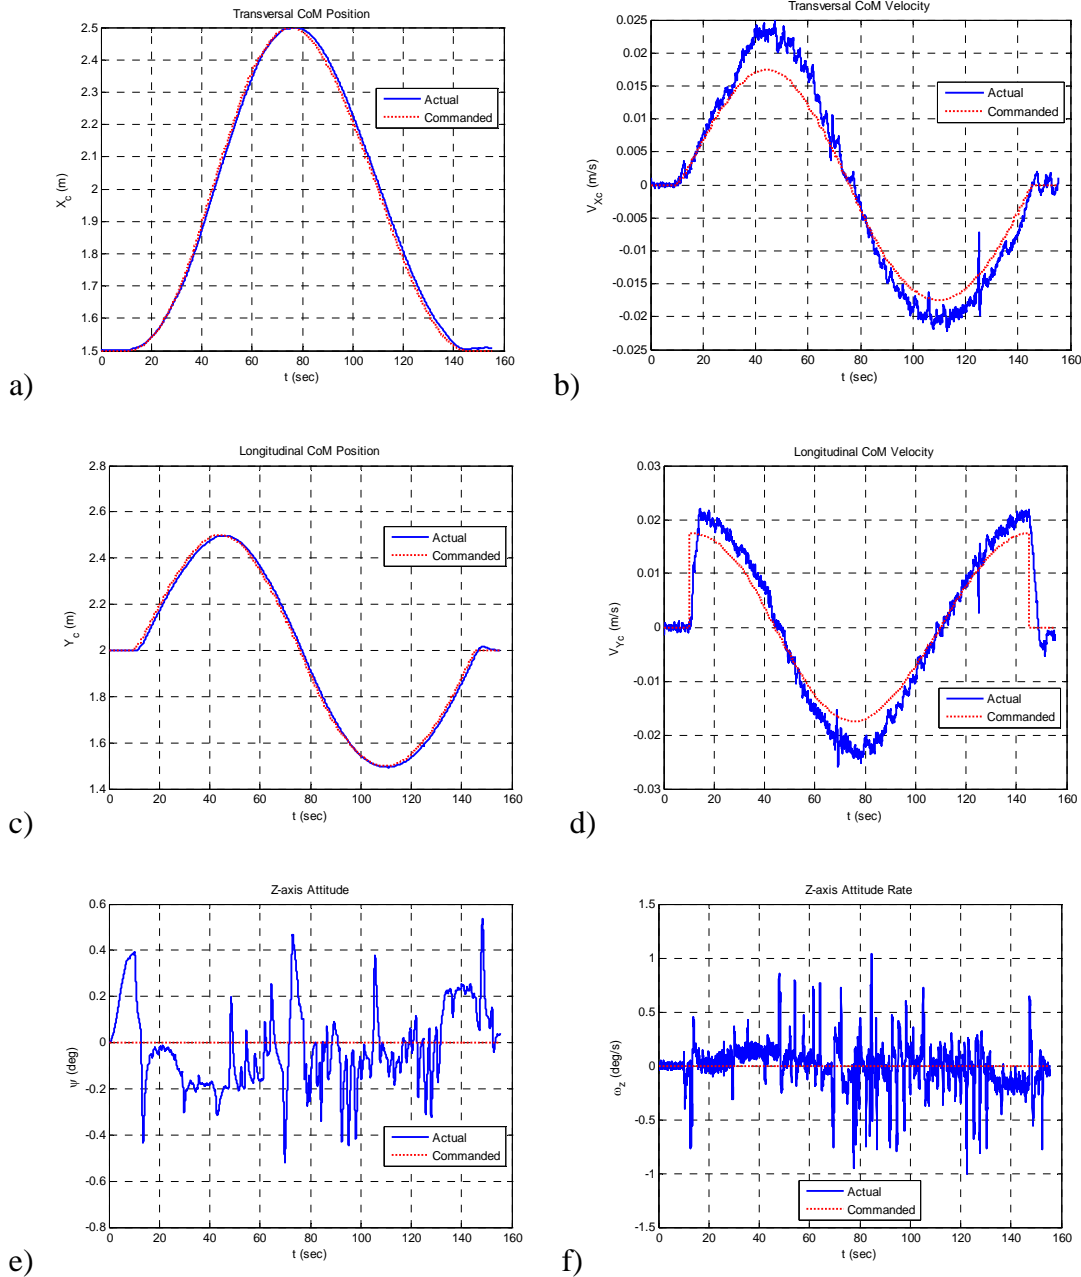 Transversal CoM Position
2.5
2.4
2.3
2.2
2.1
2
1.9
1.8
1.7
1.6
1.5
X_c (m)
Actual
Commanded
0 20 40 60 80 100 120 140 160
t (sec)
a)
Transversal CoM Velocity
0.025
0.02
0.015
0.01
0.005
0
-0.005
-0.01
-0.015
-0.02
-0.025
V_Xc (m/s)
Actual
Commanded
0 20 40 60 80 100 120 140 160
t (sec)
b)
Longitudinal CoM Position
2.8
2.6
2.4
2.2
2
1.8
1.6
1.4
Y_c (m)
Actual
Commanded
0 20 40 60 80 100 120 140 160
t (sec)
c)
Longitudinal CoM Velocity
0.03
0.02
0.01
0
-0.01
-0.02
-0.03
V_Yc (m/s)
Actual
Commanded
0 20 40 60 80 100 120 140 160
t (sec)
d)
Z-axis Attitude
0.6
0.4
0.2
0
-0.2
-0.4
-0.6
-0.8
ψ (deg)
Actual
Commanded
0 20 40 60 80 100 120 140 160
t (sec)
e)
Z-axis Attitude Rate
1.5
1
0.5
0
-0.5
-1
-1.5
ω_z (deg/s)
Actual
Commanded
0 20 40 60 80 100 120 140 160
t (sec)
f)